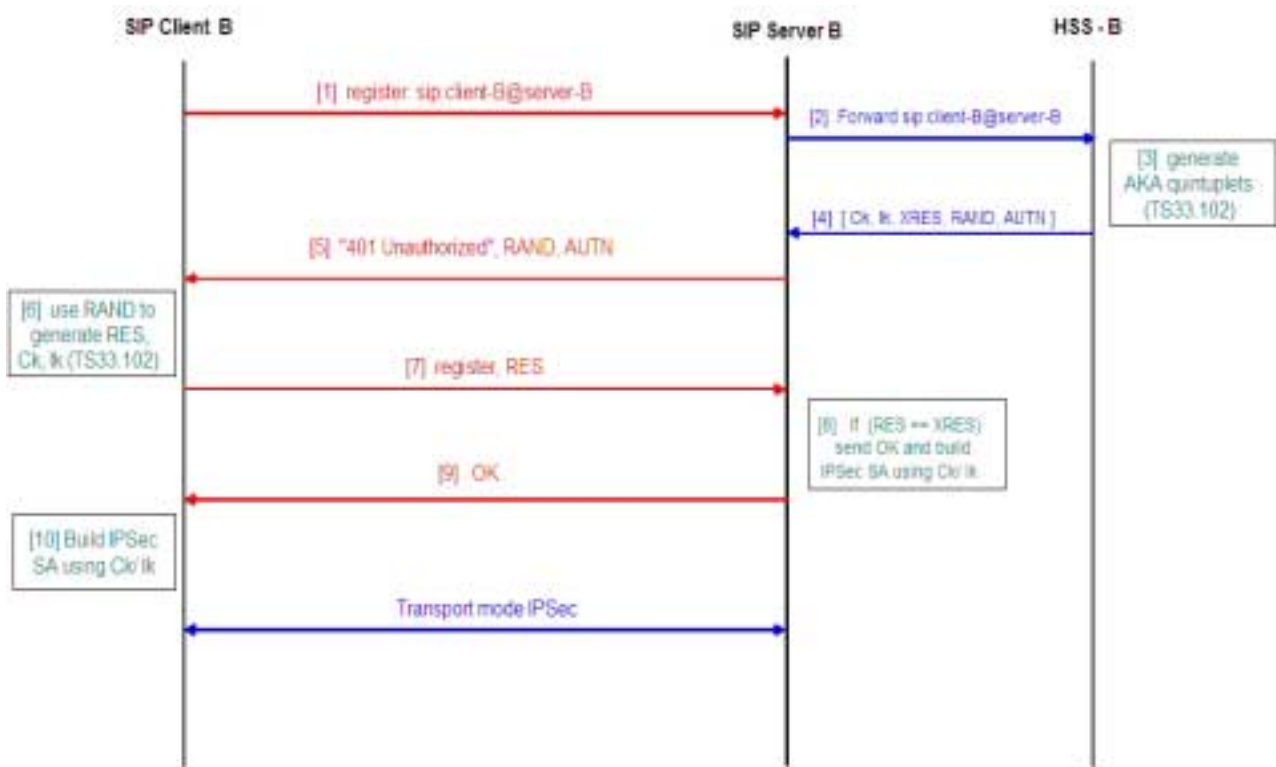 SIP Client B
SIP Server B
HSS - B
[1] register: sip:client-B@server-B
[2] Forward sip:client-B@server-B
[3] generate
AKA quintuplets
(TS33.102)
[4] [ Ck, Ik, XRES, RAND, AUTN ]
[5] "401 Unauthorized", RAND, AUTN
[6] use RAND to
generate RES,
Ck, Ik (TS33.102)
[7] register, RES
[8] If (RES == XRES)
send OK and build
IPSec SA using Ck/ Ik
[9] OK
[10] Build IPSec
SA using Ck/ Ik
Transport mode IPSec